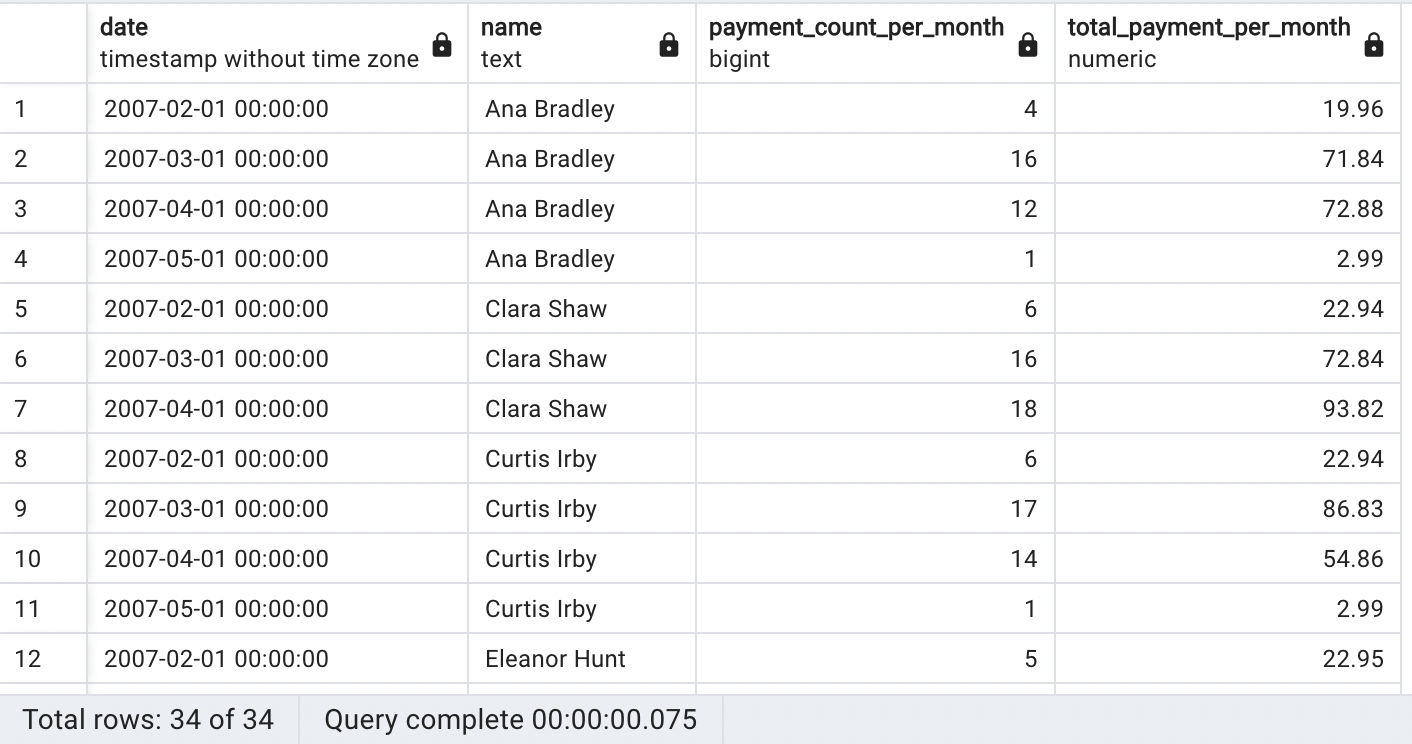 date name payment_count_per_month total_payment_per_month
timestamp without time zone text bigint numeric
1 2007-02-01 00:00:00 Ana Bradley 4 19.96
2 2007-03-01 00:00:00 Ana Bradley 16 71.84
3 2007-04-01 00:00:00 Ana Bradley 12 72.88
4 2007-05-01 00:00:00 Ana Bradley 1 2.99
5 2007-02-01 00:00:00 Clara Shaw 6 22.94
6 2007-03-01 00:00:00 Clara Shaw 16 72.84
7 2007-04-01 00:00:00 Clara Shaw 18 93.82
8 2007-02-01 00:00:00 Curtis Irby 6 22.94
9 2007-03-01 00:00:00 Curtis Irby 17 86.83
10 2007-04-01 00:00:00 Curtis Irby 14 54.86
11 2007-05-01 00:00:00 Curtis Irby 1 2.99
12 2007-02-01 00:00:00 Eleanor Hunt 5 22.95
Total rows: 34 of 34 Query complete 00:00:00.075